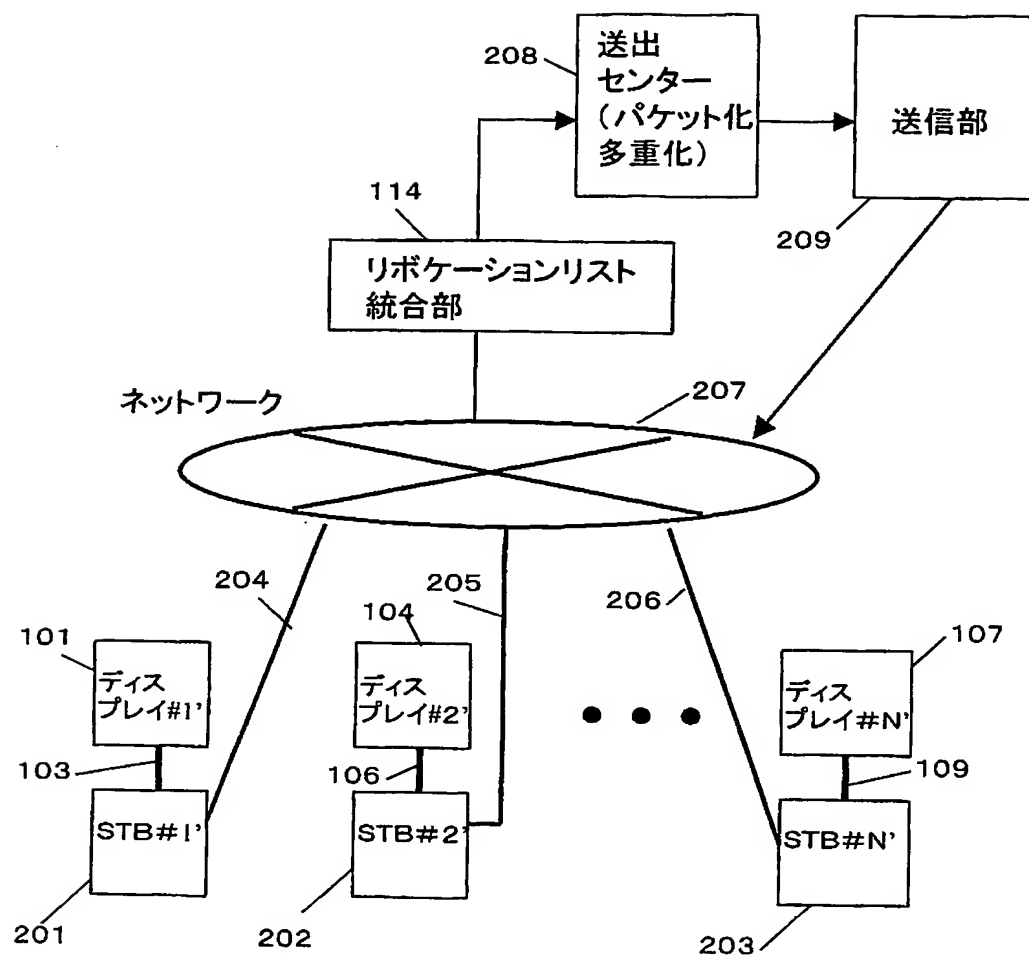 208
送出
センター
(パケット化
多重化)
送信部
209
114
リボケーションリスト
統合部
ネットワーク
207
204
205
206
101
ディス
プレイ#1'
104
ディス
プレイ#2'
107
ディス
プレイ#N'
103
106
109
STB#1'
STB#2'
STB#N'
201
202
203